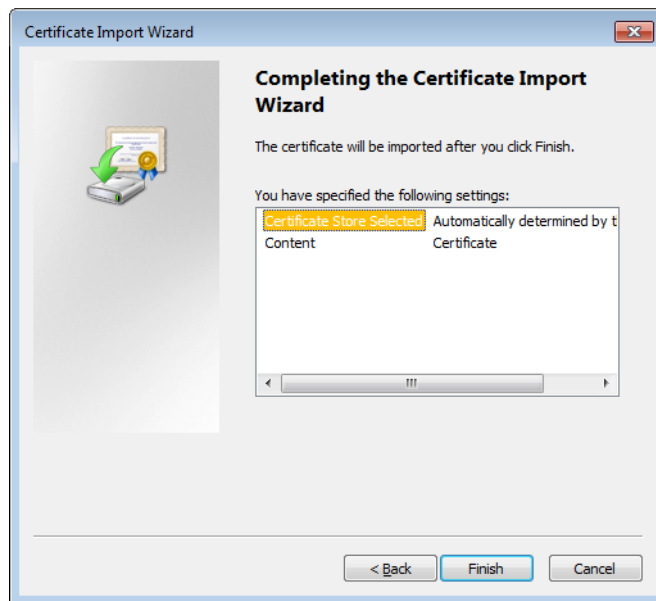 Certificate Import Wizard
Completing the Certificate Import
Wizard
The certificate will be imported after you click Finish.
You have specified the following settings:
Certificate Store Selected Automatically determined by t
Content Certificate
< Back Finish Cancel